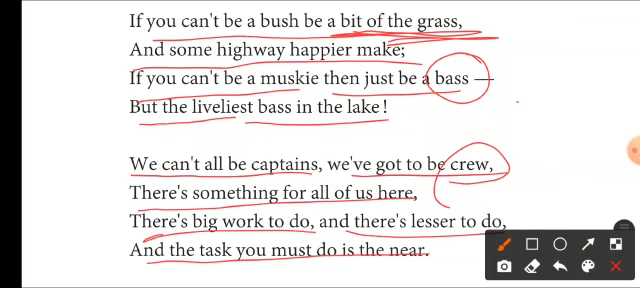 If you can't be a bush be a bit of the grass,
And some highway happier make;
If you can't be a muskie then just be a bass —
But the liveliest bass in the lake!
We can't all be captains, we've got to be crew,
There's something for all of us here,
There's big work to do, and there's lesser to do,
And the task you must do is the near.